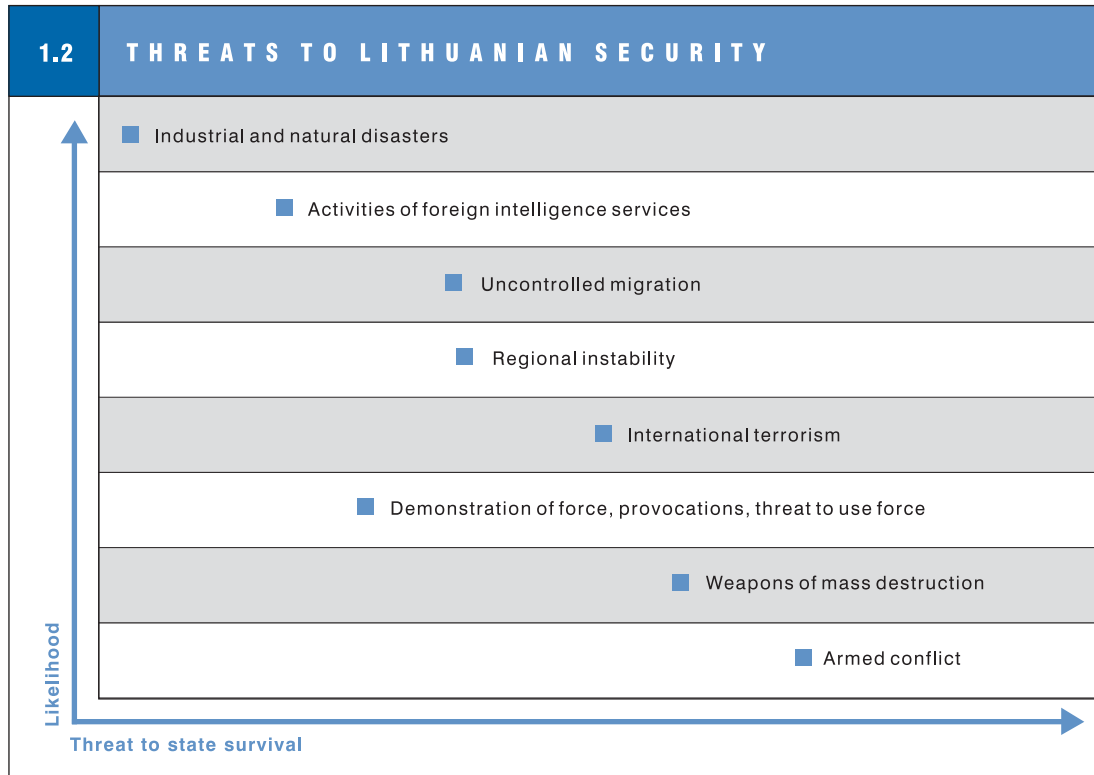 1.2 THREATS TO LITHUANIAN SECURITY
Industrial and natural disasters
Activities of foreign intelligence services
Uncontrolled migration
Regional instability
International terrorism
Demonstration of force, provocations, threat to use force
Weapons of mass destruction
Armed conflict
Likelihood
Threat to state survival